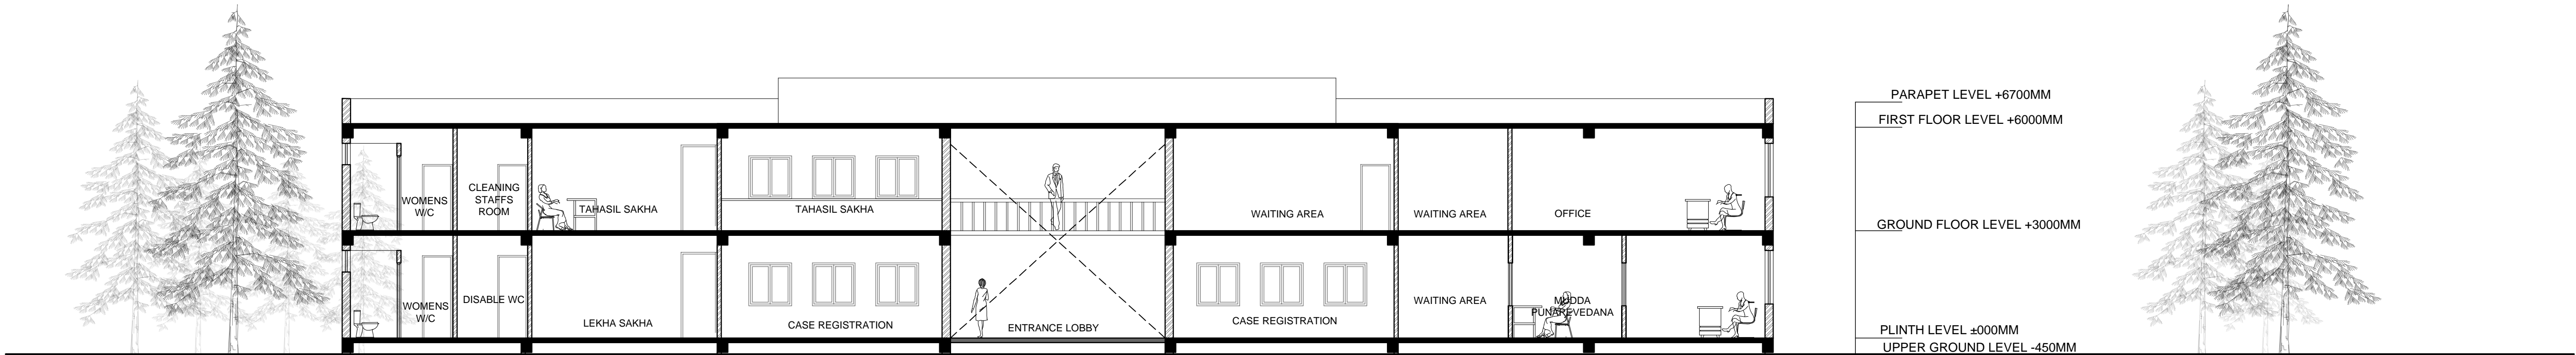 PARAPET LEVEL +6700MM
FIRST FLOOR LEVEL +6000MM
WOMENS
W/C
CLEANING
STAFFS
ROOM
TAHASIL SAKHA
TAHASIL SAKHA
WAITING AREA
WAITING AREA
OFFICE
GROUND FLOOR LEVEL +3000MM
WOMENS
W/C
DISABLE WC
LEKHA SAKHA
CASE REGISTRATION
ENTRANCE LOBBY
CASE REGISTRATION
WAITING AREA
MUDDA
PUNAREVEDANA
PLINTH LEVEL ±000MM
UPPER GROUND LEVEL -450MM